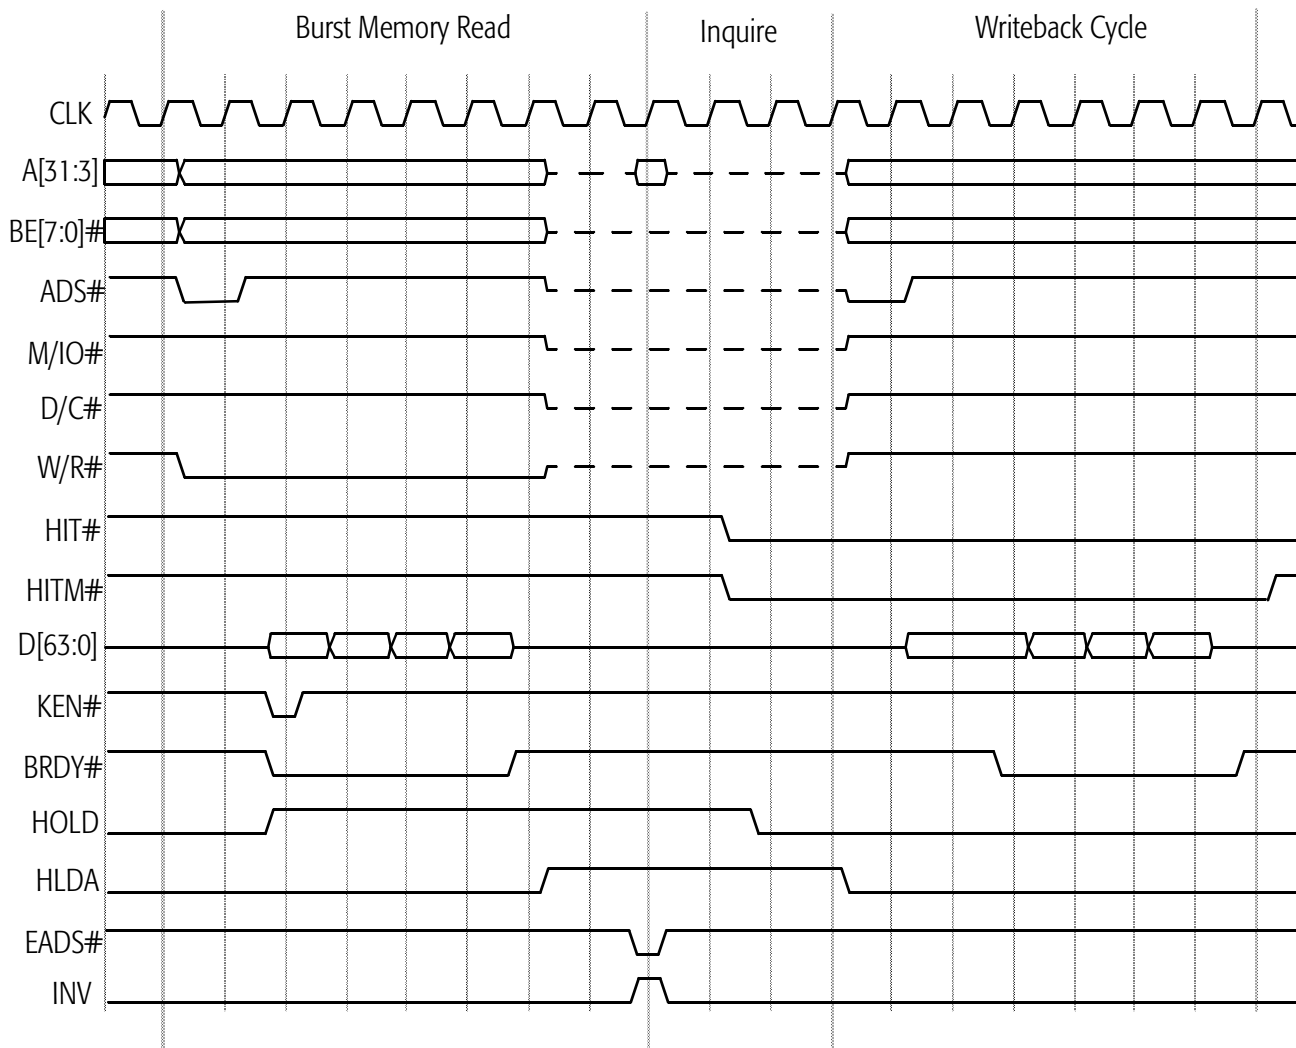 Burst Memory Read
Inquire
Writeback Cycle
CLK
A[31:3]
BE[7:0]#
ADS#
M/IO#
D/C#
W/R#
HIT#
HITM#
D[63:0]
KEN#
BRDY#
HOLD
HLDA
EADS#
INV